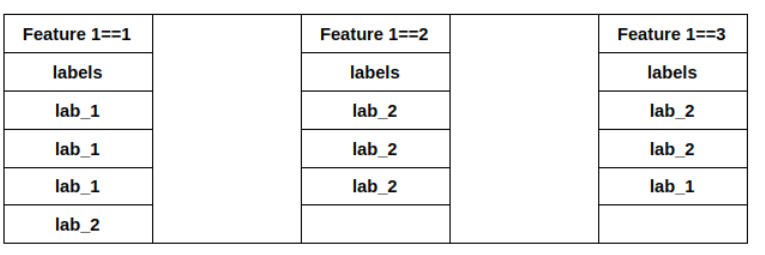 Feature 1==1 Feature 1==2 Feature 1==3
labels labels labels
lab_1 lab_2 lab_2
lab_1 lab_2 lab_2
lab_1 lab_2 lab_1
lab_2